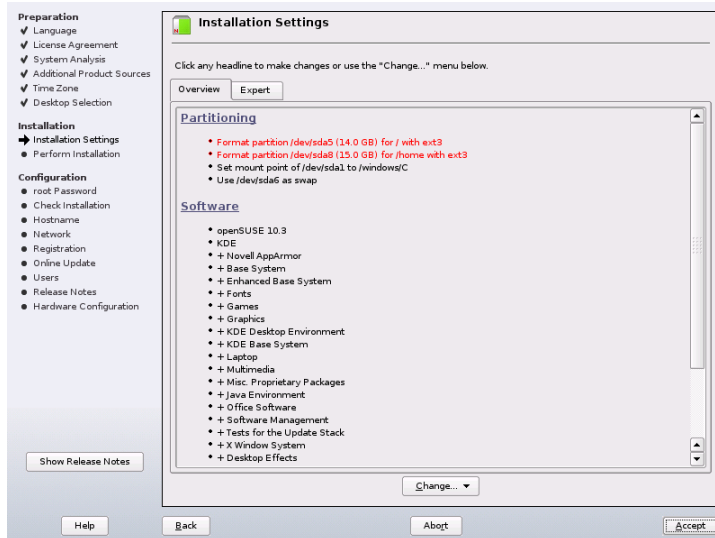 Preparation
Language
License Agreement
System Analysis
Additional Product Sources
Time Zone
Desktop Selection
Installation
Installation Settings
Perform Installation
Configuration
root Password
Check Installation
Hostname
Network
Registration
Online Update
Users
Release Notes
Hardware Configuration
Show Release Notes
Help
Installation Settings
Click any headline to make changes or use the "Change..." menu below.
Overview
Expert
Partitioning
Format partition /dev/sda5 (14.0 GB) for / with ext3
Format partition /dev/sda8 (15.0 GB) for /home with ext3
Set mount point of /dev/sda1 to /windows/C
Use /dev/sda6 as swap
Software
openSUSE 10.3
KDE
+ Novell AppArmor
+ Base System
+ Enhanced Base System
+ Fonts
+ Games
+ Graphics
+ KDE Desktop Environment
+ KDE Base System
+ Laptop
+ Multimedia
+ Misc. Proprietary Packages
+ Java Environment
+ Office Software
+ Software Management
+ Tests for the Update Stack
+ X Window System
+ Desktop Effects
Change...
Back
Abort
Accept